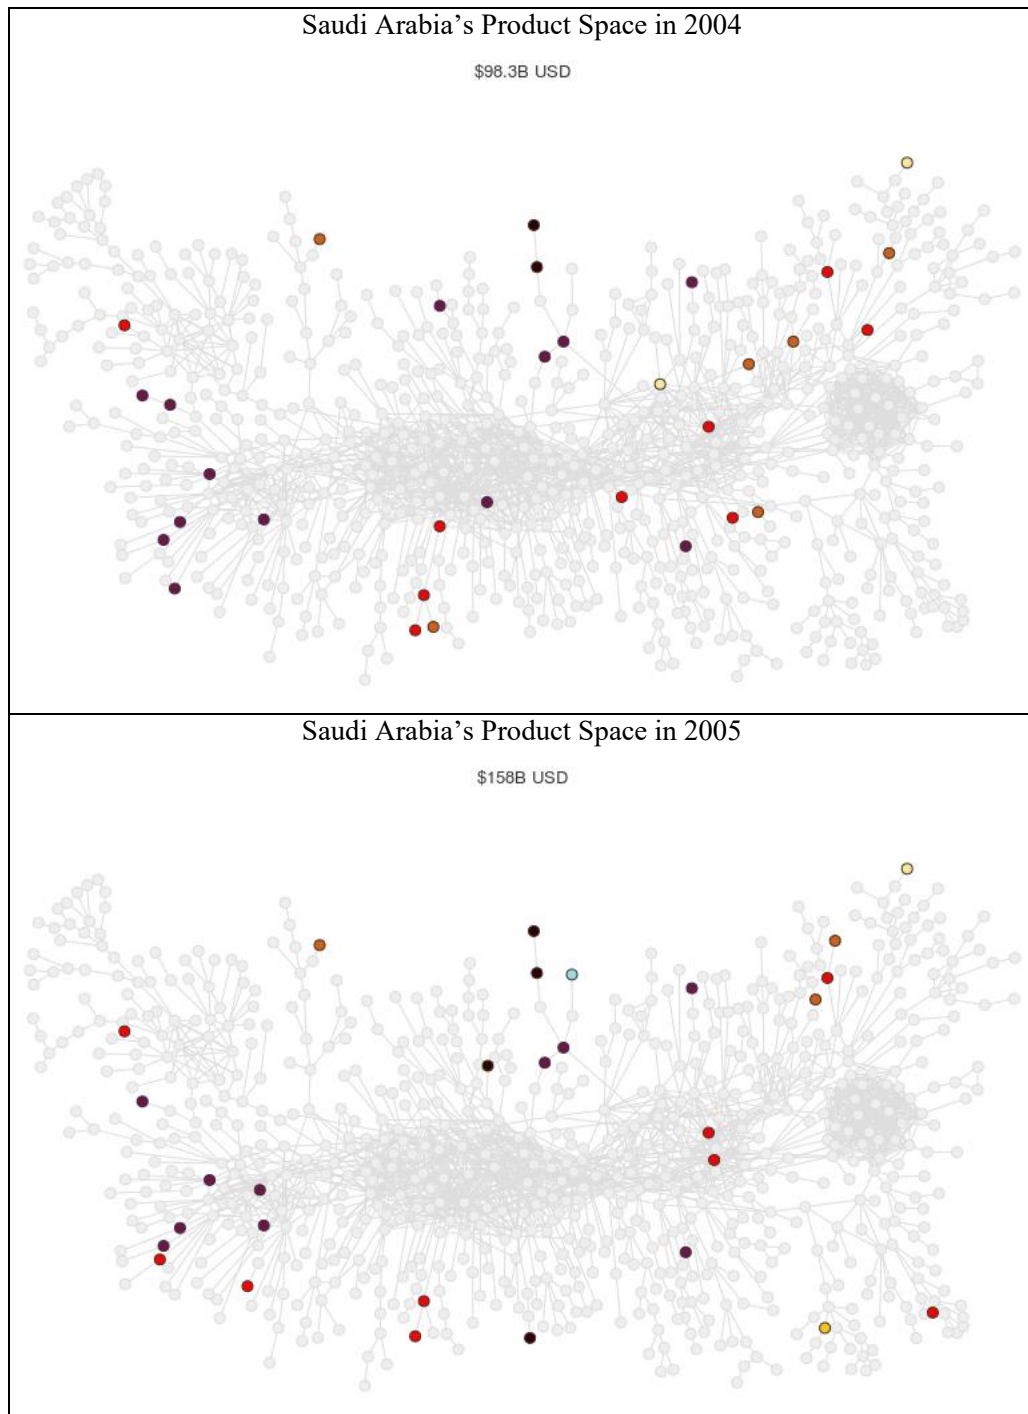 Saudi Arabia’s Product Space in 2004
$98.3B USD
Saudi Arabia’s Product Space in 2005
$158B USD